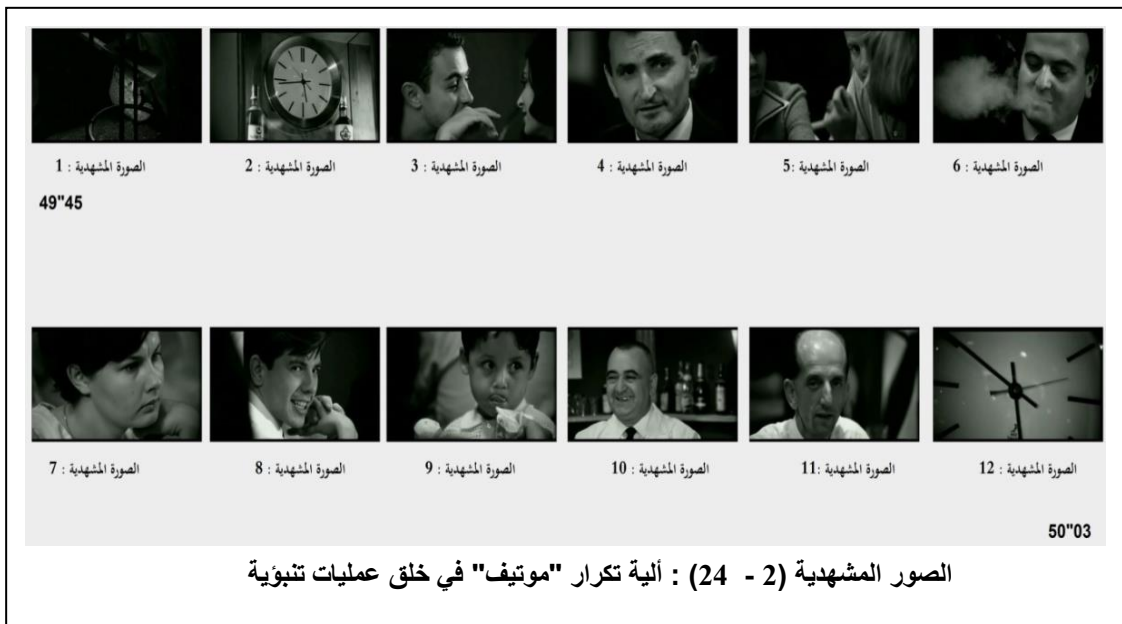 الصورة المشهدية : 1
الصورة المشهدية : 2
الصورة المشهدية : 3
الصورة المشهدية : 4
الصورة المشهدية :5
الصورة المشهدية : 6
49"45
الصورة المشهدية : 7
الصورة المشهدية : 8
الصورة المشهدية : 9
الصورة المشهدية : 10
الصورة المشهدية :11
الصورة المشهدية : 12
50"03
الصور المشهدية (2 - 24) : ألية تكرار "موتيف" في خلق عمليات تنبؤية